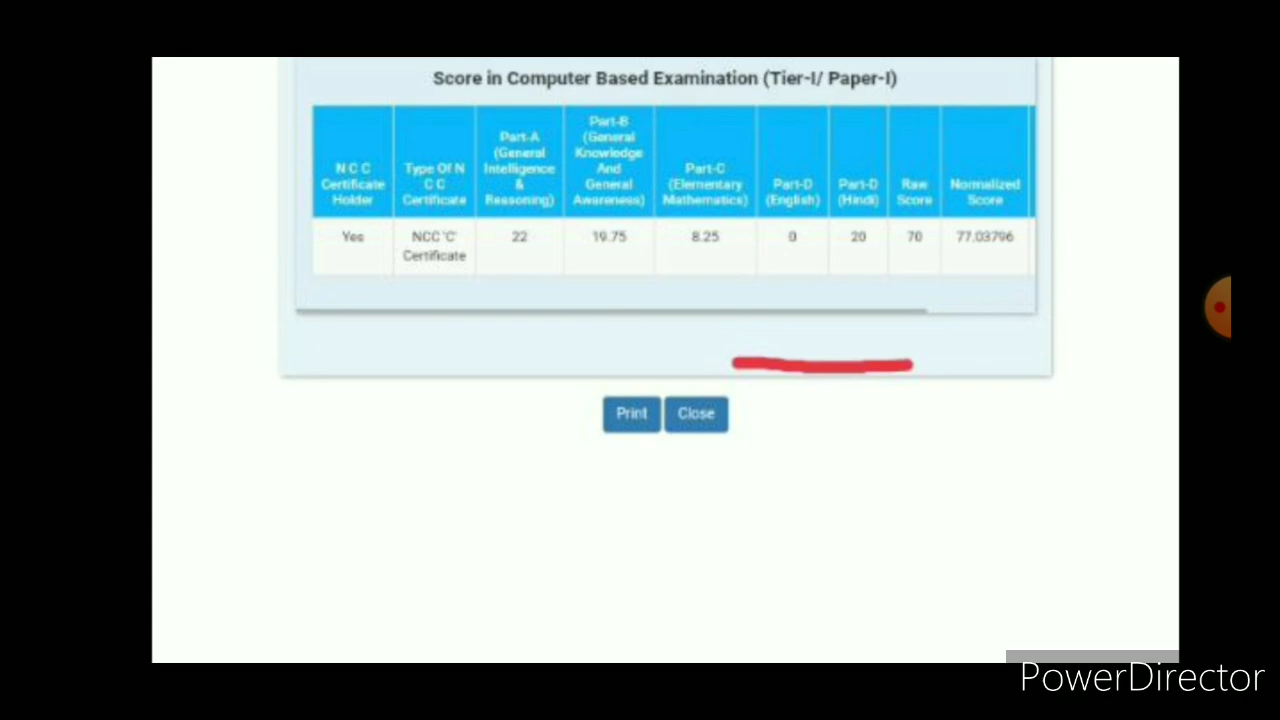 Score in Computer Based Examination (Tier-I/ Paper-I)
N C C
Certificate
Holder
Type Of N
C C
Certificate
Part-A
(General
Intelligence
&
Reasoning)
Part-B
(General
Knowledge
And
General
Awareness)
Part-C
(Elementary
Mathematics)
Part-D
(English)
Part-D
(Hindi)
Raw
Score
Normalized
Score
Yes
NCC 'C'
Certificate
22
19.75
8.25
0
20
70
77.03796
Print
Close
PowerDirector